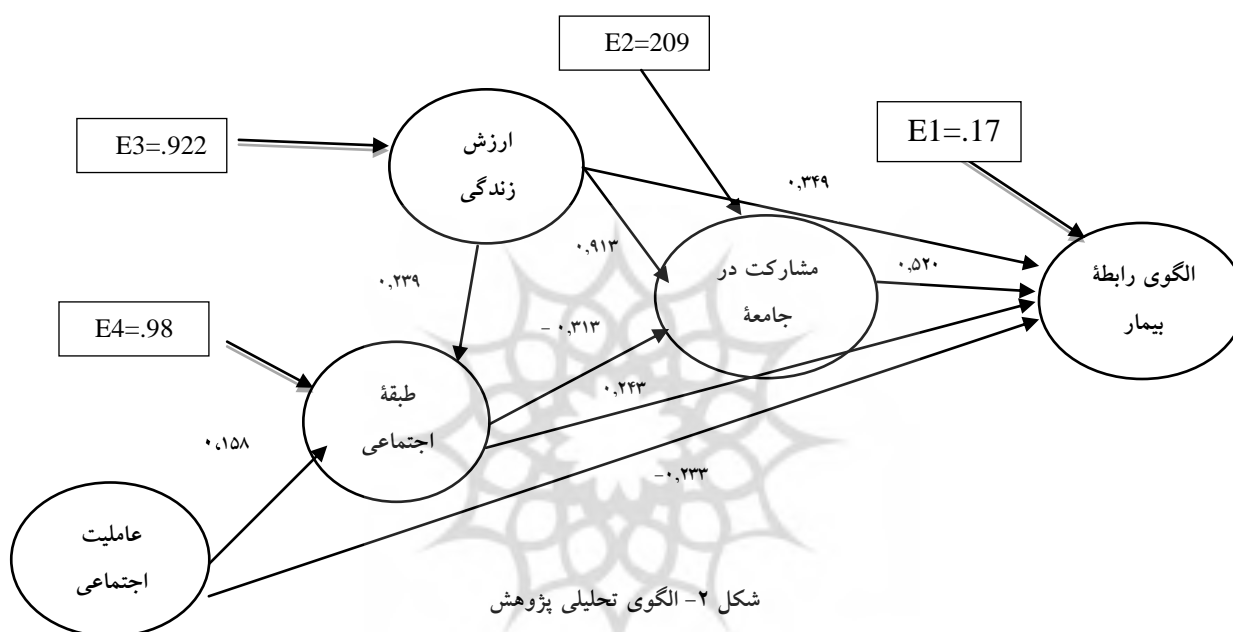 E2=209
E1=.17
E3=.922
ارزش
زندگی
۰,۳۴۹
۰,۹۱۳
مشارکت در
جامعهٔ
۰,۵۲۰
الگوی رابطهٔ
بیمار
۰,۲۳۹
E4=.98
– ۰,۳۱۳
طبقهٔ
اجتماعی
۰,۲۴۳
۰,۱۵۸
–۰,۲۳۳
عاملیت
اجتماعی
شکل ۲- الگوی تحلیلی پژوهش